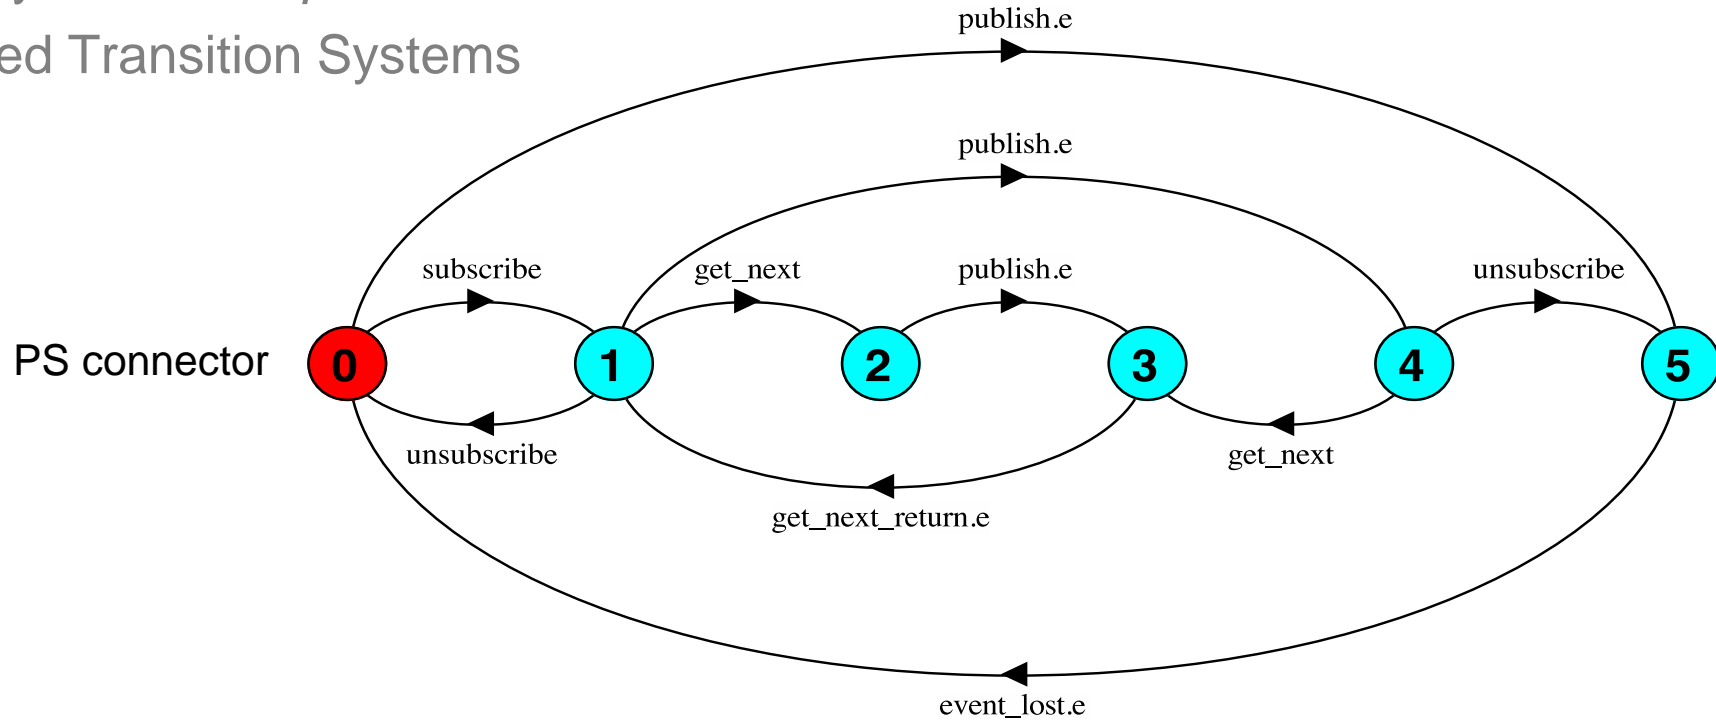 ed Transition Systems
publish.e
publish.e
subscribe
get_next
publish.e
unsubscribe
PS connector
0
1
2
3
4
5
unsubscribe
get_next
get_next_return.e
event_lost.e